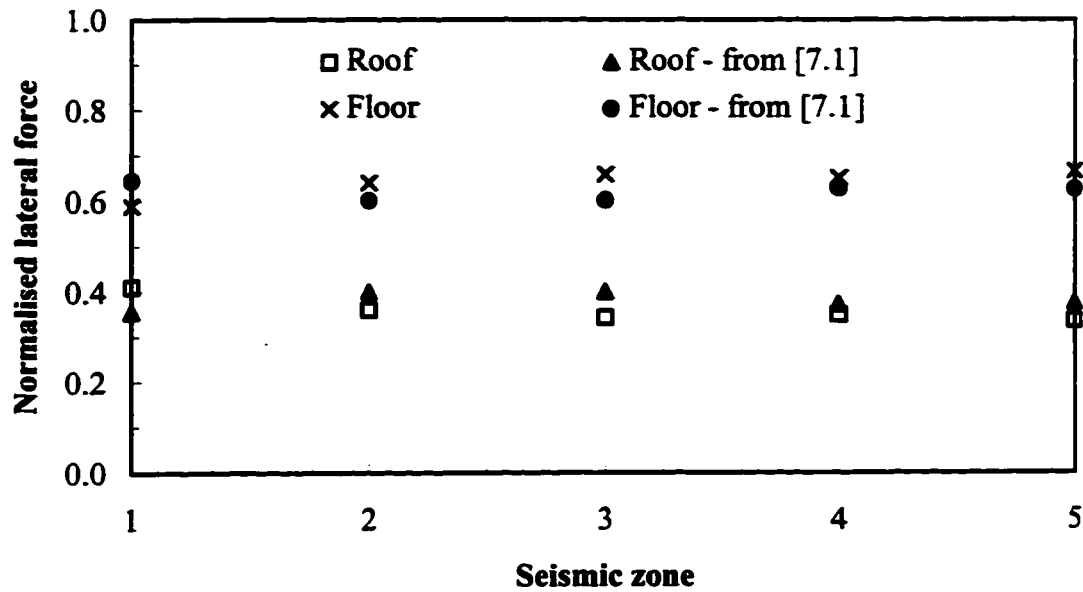 1.0
0.8
0.6
0.4
0.2
0.0
Normalised lateral force
Roof
Roof - from [7.1]
Floor
Floor - from [7.1]
1 2 3 4 5
Seismic zone